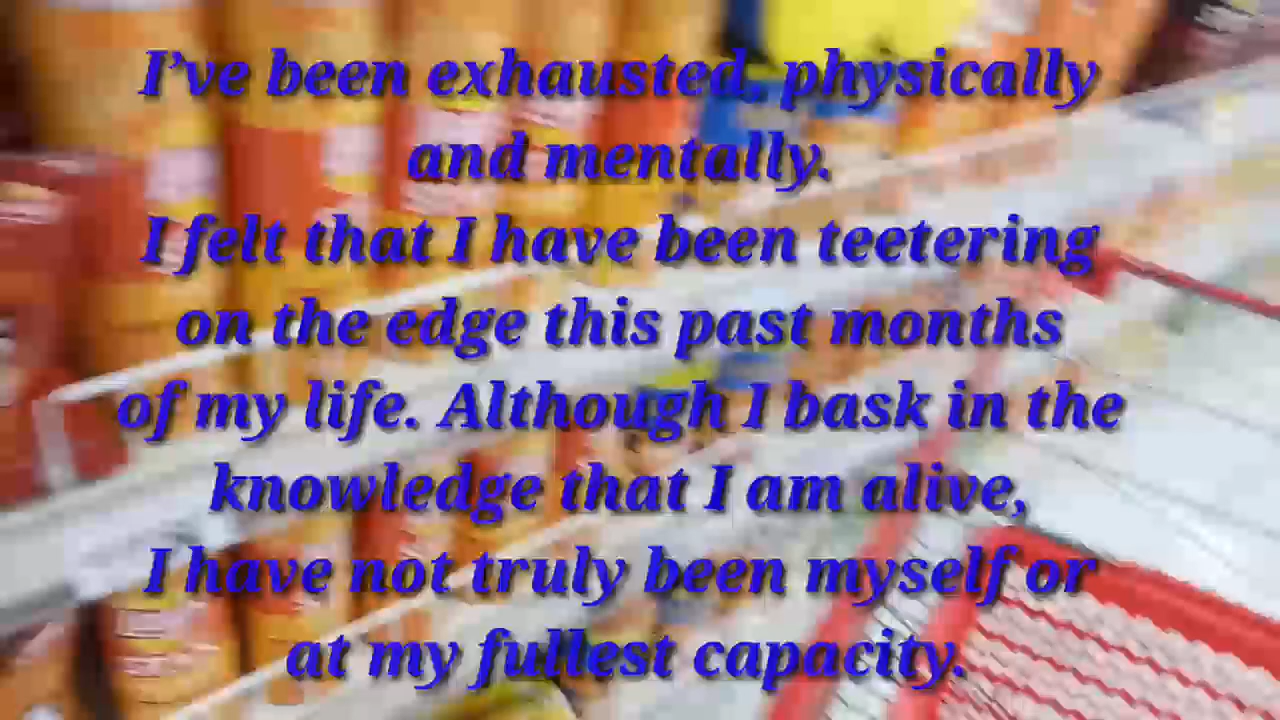 I’ve been exhausted, physically
and mentally.
I felt that I have been teetering
on the edge this past months
of my life. Although I bask in the
knowledge that I am alive,
I have not truly been myself or
at my fullest capacity.